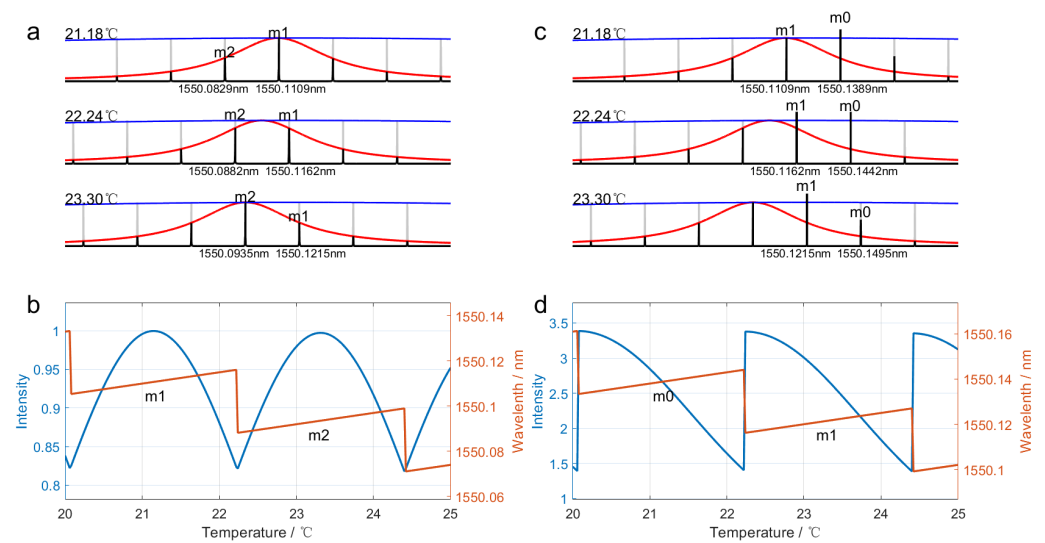 a
21.18℃
m2
m1
1550.0829nm 1550.1109nm
22.24℃
m2
m1
1550.0882nm 1550.1162nm
23.30℃
m2
m1
1550.0935nm 1550.1215nm
c
21.18℃
m1
m0
1550.1109nm 1550.1389nm
22.24℃
m1
m0
1550.1162nm 1550.1442nm
23.30℃
m1
m0
1550.1215nm 1550.1495nm
b
Intensity
1
0.95
0.9
0.85
0.8
m1
m2
1550.14
1550.12
1550.1
1550.08
1550.06
Wavelenth / nm
20 21 22 23 24 25
Temperature / ℃
d
Intensity
3.5
3
2.5
2
1.5
1
m0
m1
1550.16
1550.14
1550.12
1550.1
Wavelenth / nm
20 21 22 23 24 25
Temperature / ℃